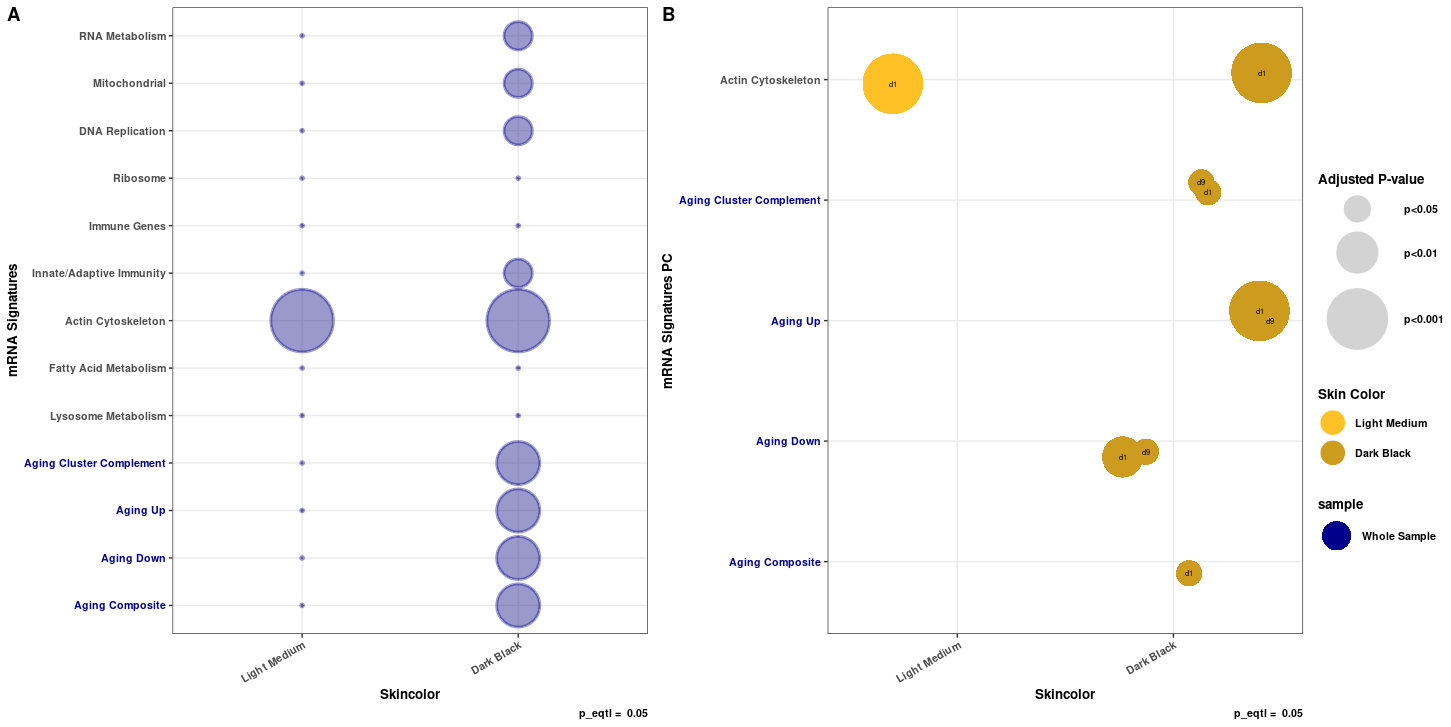 A
mRNA Signatures
RNA Metabolism
Mitochondrial
DNA Replication
Ribosome
Immune Genes
Innate/Adaptive Immunity
Actin Cytoskeleton
Fatty Acid Metabolism
Lysosome Metabolism
Aging Cluster Complement
Aging Up
Aging Down
Aging Composite
Light Medium
Dark Black
Skincolor
p_eqtl = 0.05
B
mRNA Signatures PC
Actin Cytoskeleton
Aging Cluster Complement
Aging Up
Aging Down
Aging Composite
d1
d1
d9
d1
d1
d9
d1
d9
d1
Light Medium
Dark Black
Skincolor
p_eqtl = 0.05
Adjusted P-value
p<0.05
p<0.01
p<0.001
Skin Color
Light Medium
Dark Black
sample
Whole Sample